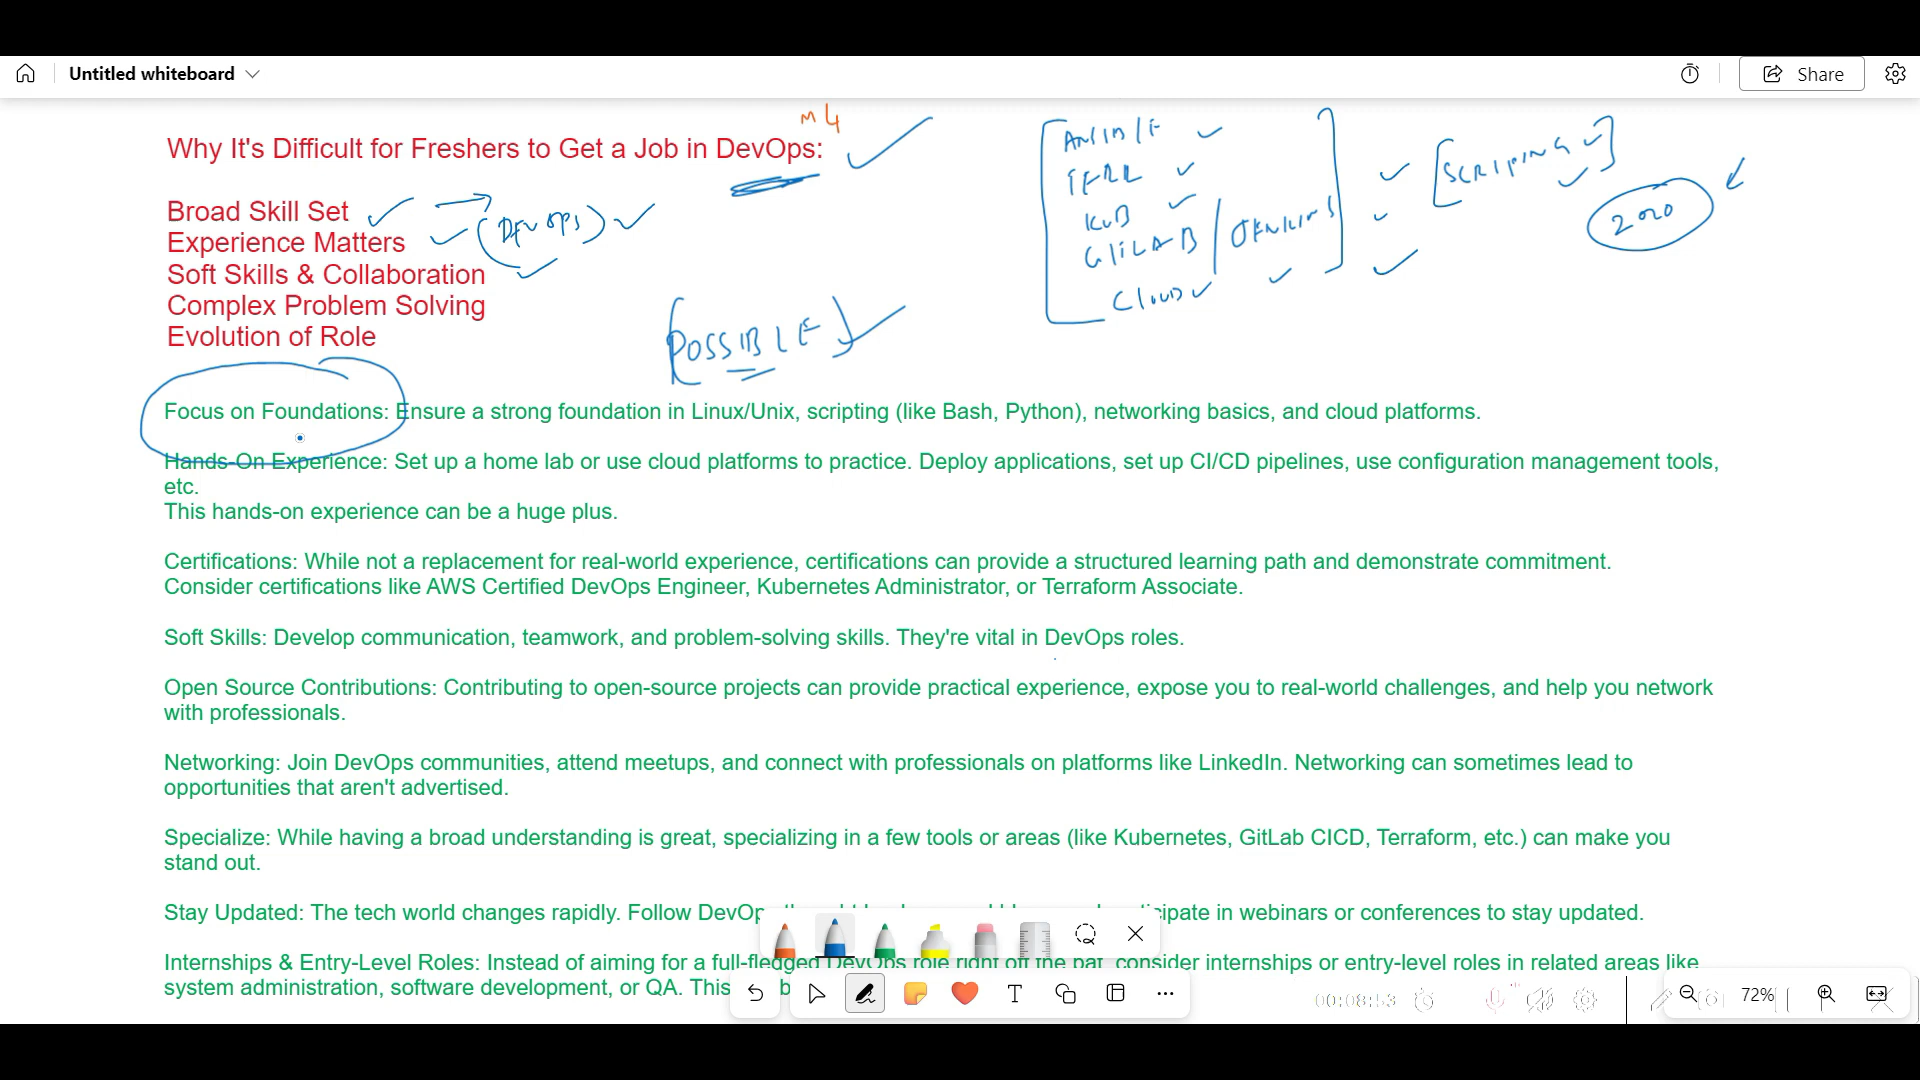 Untitled whiteboard
Share
Why It's Difficult for Freshers to Get a Job in DevOps:
Broad Skill Set
Experience Matters
Soft Skills & Collaboration
Complex Problem Solving
Evolution of Role
(DEVOPS)
[POSSIBLE]
KUB
GITLAB / JENKINS
CLOUD
2020
Focus on Foundations: Ensure a strong foundation in Linux/Unix, scripting (like Bash, Python), networking basics, and cloud platforms.
Hands-On Experience: Set up a home lab or use cloud platforms to practice. Deploy applications, set up CI/CD pipelines, use configuration management tools,
etc.
This hands-on experience can be a huge plus.
Certifications: While not a replacement for real-world experience, certifications can provide a structured learning path and demonstrate commitment.
Consider certifications like AWS Certified DevOps Engineer, Kubernetes Administrator, or Terraform Associate.
Soft Skills: Develop communication, teamwork, and problem-solving skills. They're vital in DevOps roles.
Open Source Contributions: Contributing to open-source projects can provide practical experience, expose you to real-world challenges, and help you network
with professionals.
Networking: Join DevOps communities, attend meetups, and connect with professionals on platforms like LinkedIn. Networking can sometimes lead to
opportunities that aren't advertised.
Specialize: While having a broad understanding is great, specializing in a few tools or areas (like Kubernetes, GitLab CICD, Terraform, etc.) can make you
stand out.
Stay Updated: The tech world changes rapidly. Follow in webinars or conferences to stay updated.
Internships & Entry-Level Roles: Instead of aiming for a full-fledged DevOps role right off the bat, consider internships or entry-level roles in related areas like
system administration, software development, or QA. This
00:08:53
72%